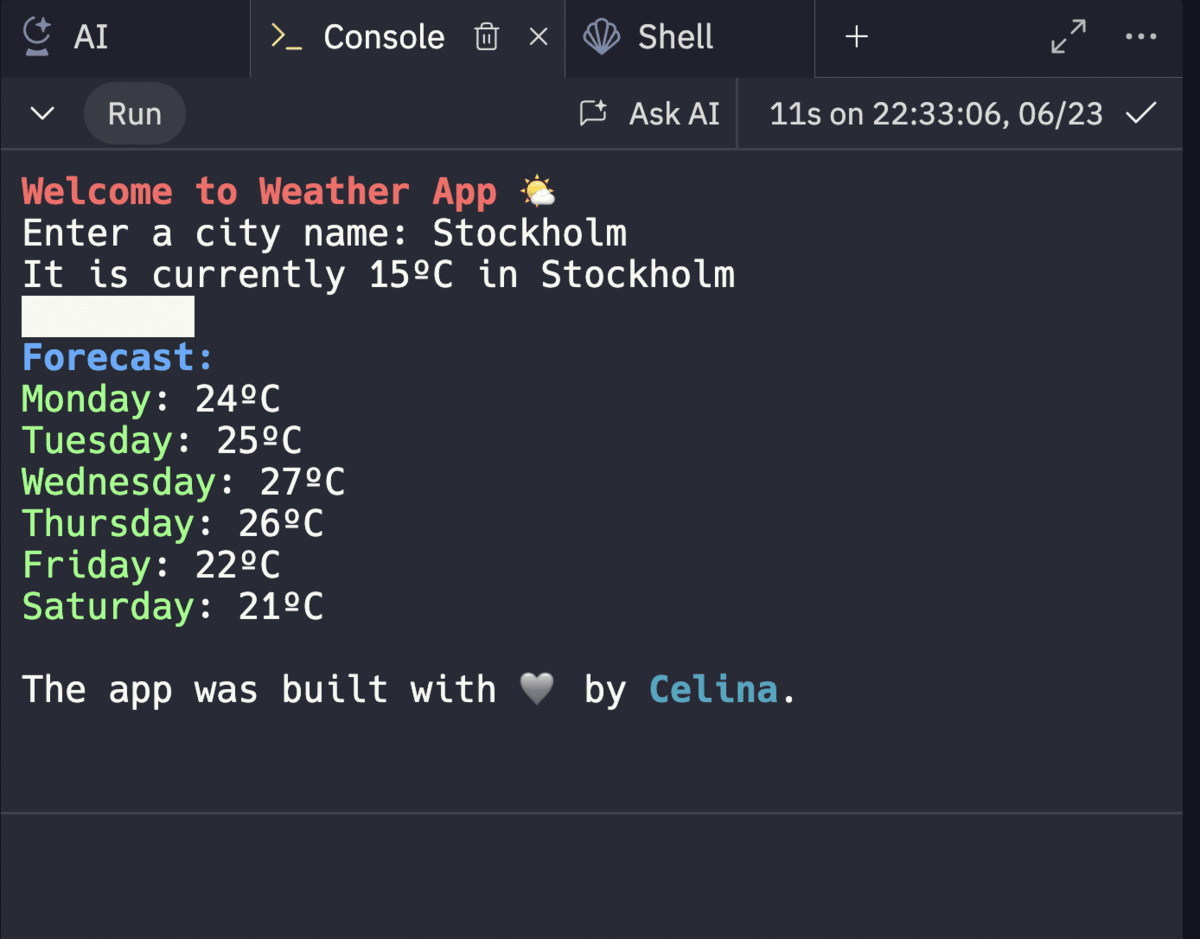 AI
Console
Shell
Run
Ask AI
11s on 22:33:06, 06/23
Welcome to Weather App 🌤️
Enter a city name: Stockholm
It is currently 15ºC in Stockholm
Forecast:
Monday: 24ºC
Tuesday: 25ºC
Wednesday: 27ºC
Thursday: 26ºC
Friday: 22ºC
Saturday: 21ºC
The app was built with 🩶 by Celina.